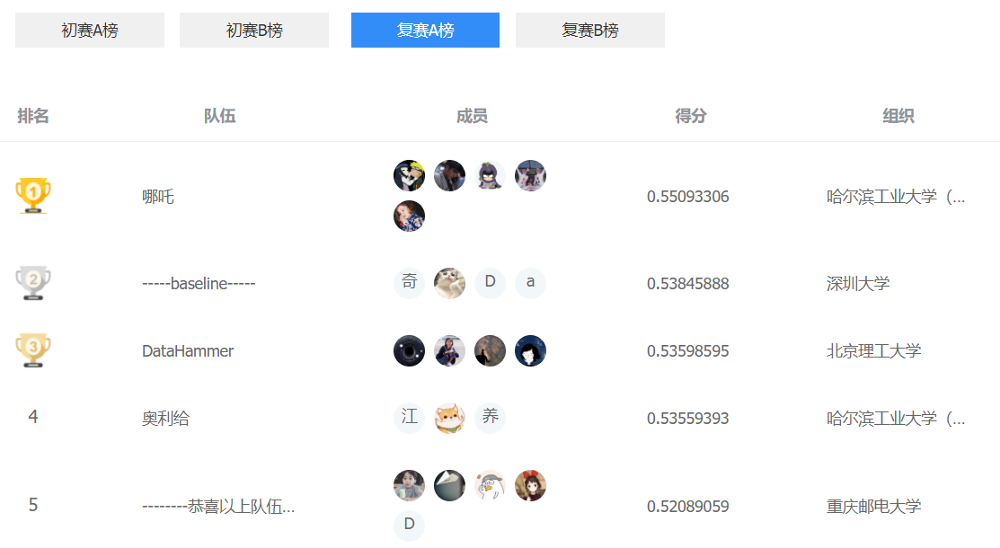 初赛A榜 初赛B榜 复赛A榜 复赛B榜
排名 队伍 成员 得分 组织
1 哪吒 0.55093306 哈尔滨工业大学（...
2 -----baseline----- 奇 D a 0.53845888 深圳大学
3 DataHammer 0.53598595 北京理工大学
4 奥利给 江 养 0.53559393 哈尔滨工业大学（...
5 --------恭喜以上队伍... D 0.52089059 重庆邮电大学